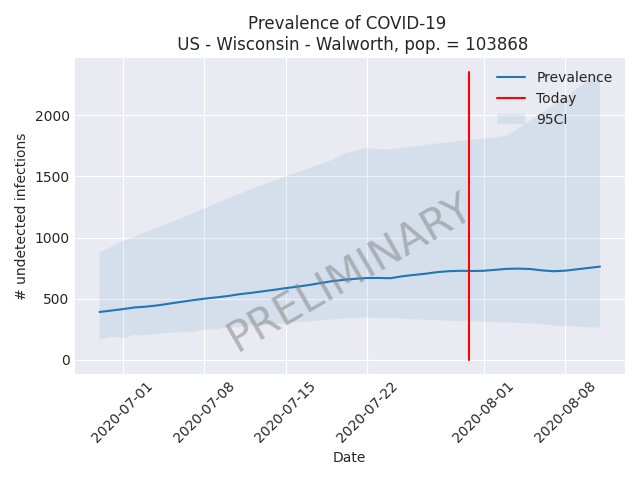 Prevalence of COVID-19
US - Wisconsin - Walworth, pop. = 103868
Prevalence
Today
95CI
2000
1500
1000
500
0
# undetected infections
PRELIMINARY
2020-07-01
2020-07-08
2020-07-15
2020-07-22
2020-08-01
2020-08-08
Date